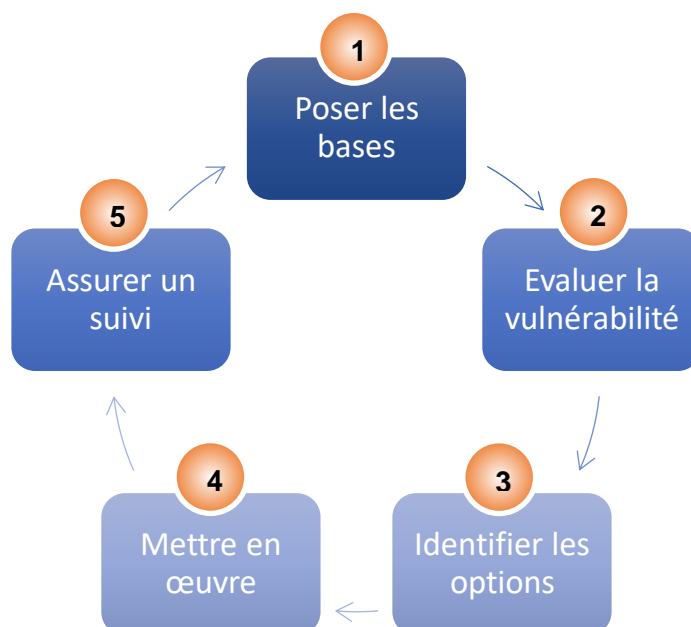 1
Poser les
bases
2
Evaluer la
vulnérabilité
3
Identifier les
options
4
Mettre en
œuvre
5
Assurer un
suivi